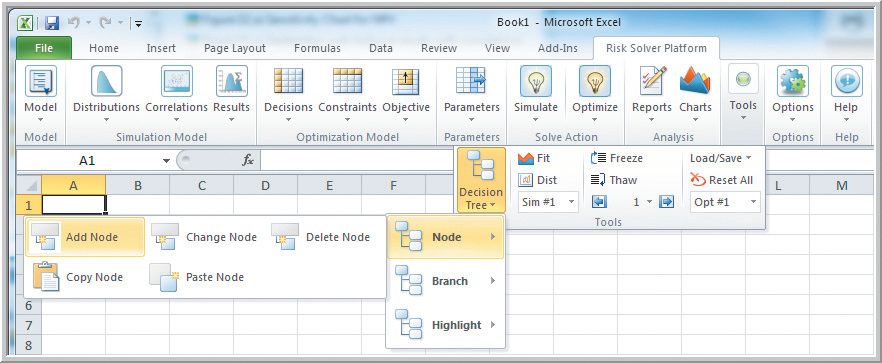 Book1 - Microsoft Excel
File Home Insert Page Layout Formulas Data Review View Add-Ins Risk Solver Platform
Model Distributions Correlations Results Decisions Constraints Objective Parameters Simulate Optimize Reports Charts Tools Options Help
Model Simulation Model Optimization Model Parameters Solve Action Analysis Options Help
A1 fx
Fit Freeze Load/Save
Decision Tree Dist Thaw Reset All
Sim #1 1 Opt #1
Tools
A B C D E F L M
1
Add Node Change Node Delete Node Node
Copy Node Paste Node Branch
6
7 Highlight
8